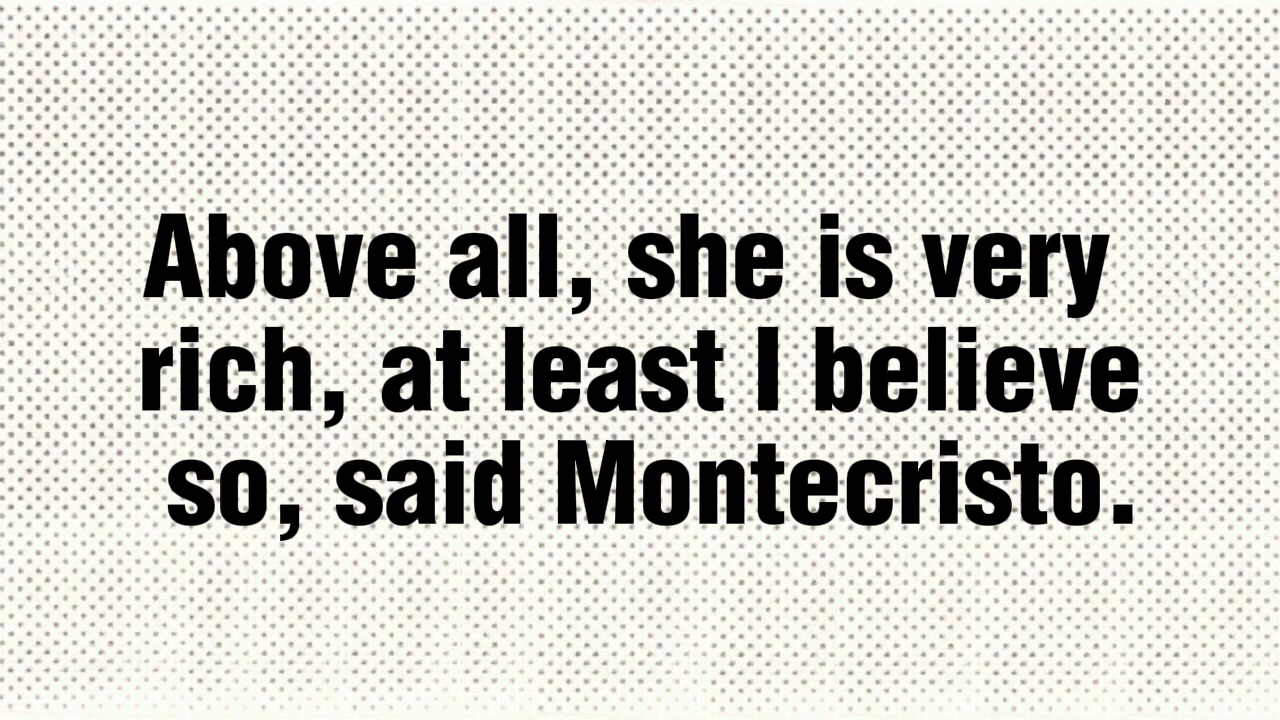 Above all, she is very
rich, at least I believe
so, said Montecristo.